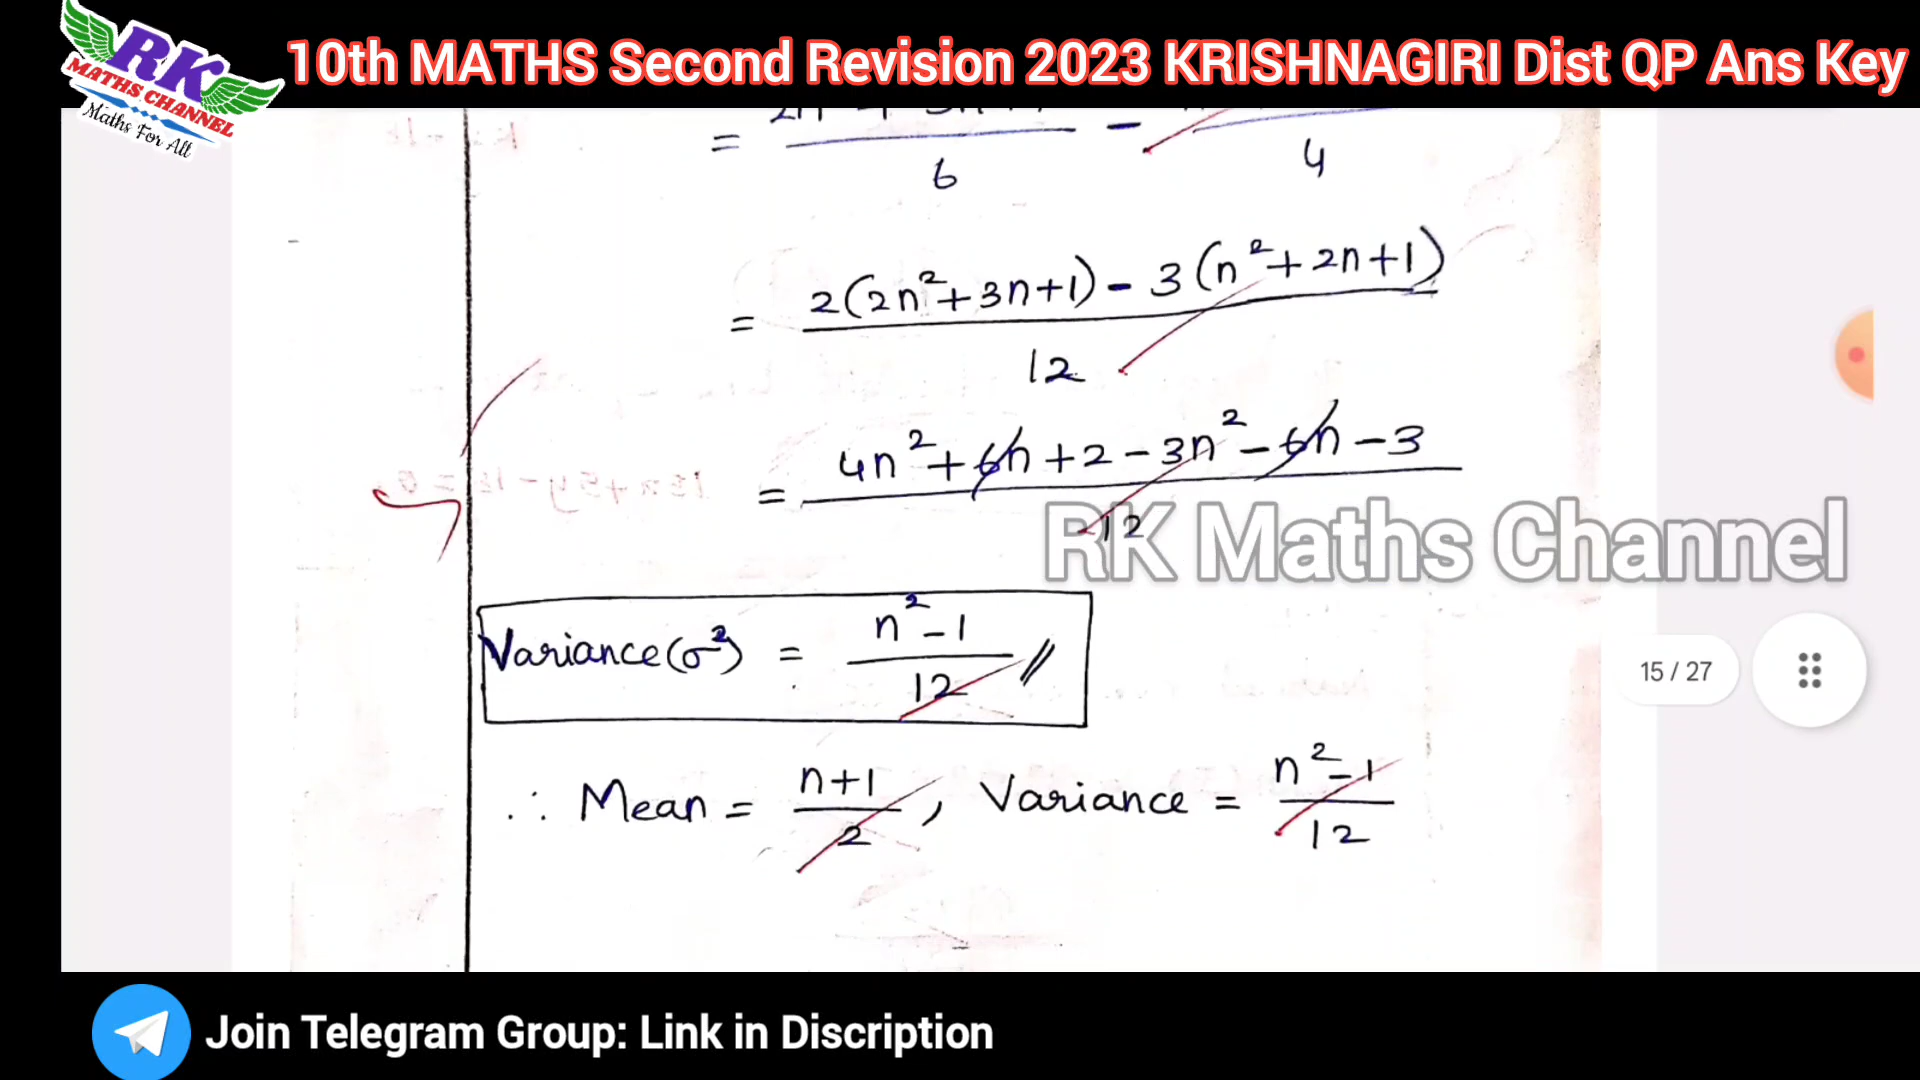 RK
MATHS CHANNEL
Maths For All
10th MATHS Second Revision 2023 KRISHNAGIRI Dist QP Ans Key
= 6 - 4
= 2(2n²+3n+1) - 3(n²+2n+1)
12
= 4n²+6n+2-3n²-6n-3
12
RK Maths Channel
Variance(σ²) = n²-1
12 //
15 / 27
∴ Mean = n+1 / 2 , Variance = n²-1 / 12
Join Telegram Group: Link in Discription